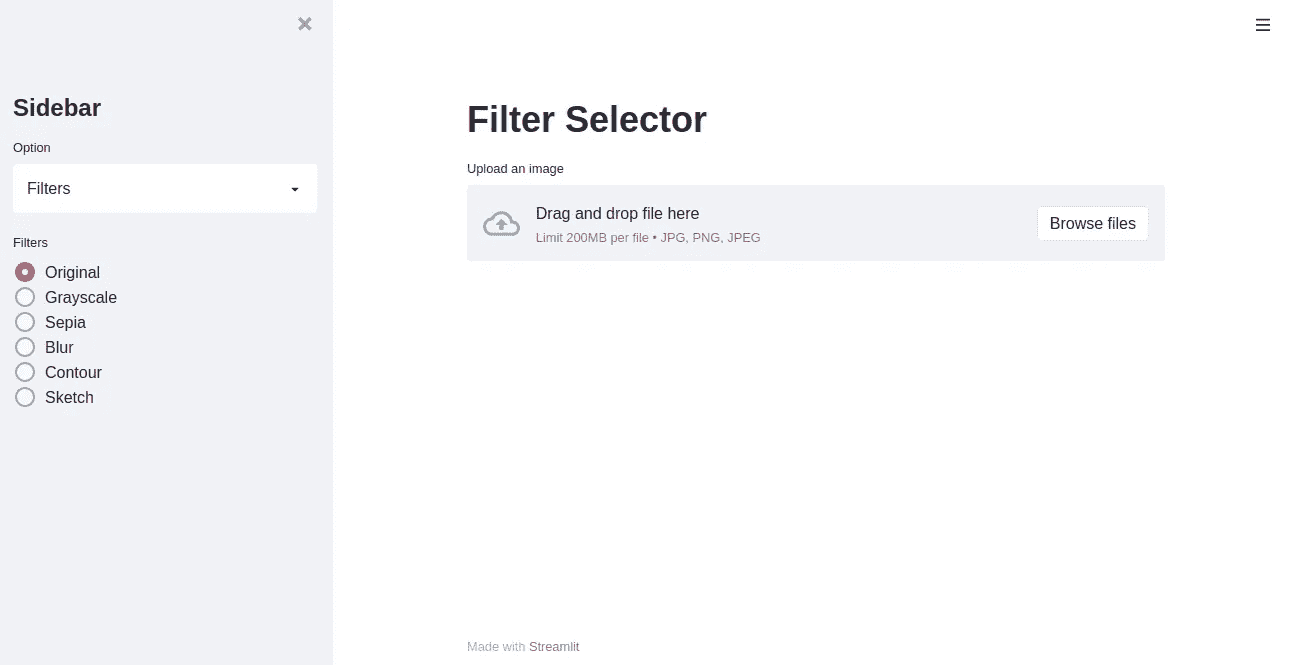 Sidebar
Option
Filters
Filters
Original
Grayscale
Sepia
Blur
Contour
Sketch
Filter Selector
Upload an image
Drag and drop file here
Limit 200MB per file • JPG, PNG, JPEG
Browse files
Made with Streamlit